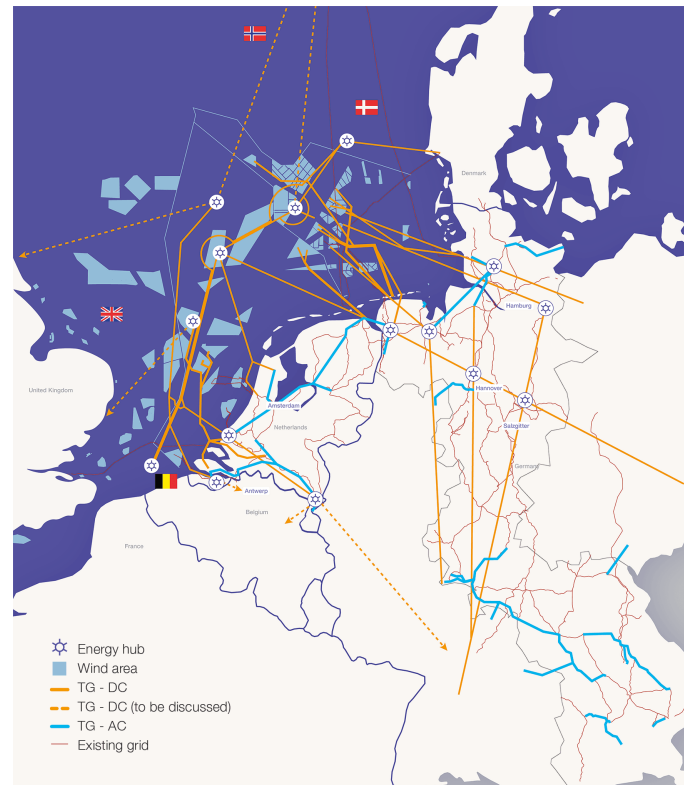 Denmark
Hamburg
United Kingdom
Hannover
Amsterdam
Salzgitter
Netherlands
Germany
Antwerp
Belgium
France
Energy hub
Wind area
TG - DC
TG - DC (to be discussed)
TG - AC
Existing grid